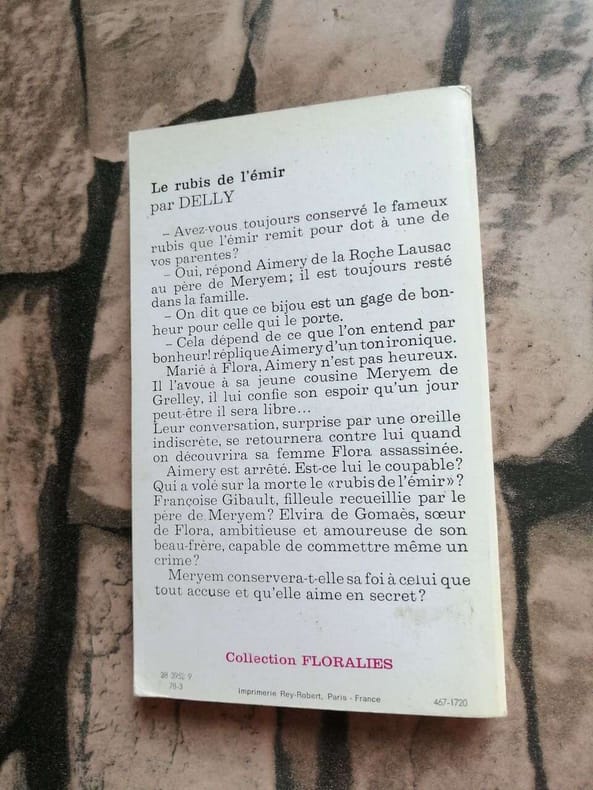 Le rubis de l'émir
par DELLY
– Avez-vous toujours conservé le fameux
rubis que l'émir remit pour dot à une de
vos parentes?
– Oui, répond Aimery de la Roche Lausac
au père de Meryem; il est toujours resté
dans la famille.
– On dit que ce bijou est un gage de bon-
heur pour celle qui le porte.
– Cela dépend de ce que l'on entend par
bonheur! réplique Aimery d'un ton ironique.
Marié à Flora, Aimery n'est pas heureux.
Il l'avoue à sa jeune cousine Meryem de
Grelley, il lui confie son espoir qu'un jour
peut-être il sera libre...
Leur conversation, surprise par une oreille
indiscrète, se retournera contre lui quand
on découvrira sa femme Flora assassinée.
Aimery est arrêté. Est-ce lui le coupable?
Qui a volé sur la morte le «rubis de l'émir»?
Françoise Gibault, filleule recueillie par le
père de Meryem? Elvira de Gomaès, sœur
de Flora, ambitieuse et amoureuse de son
beau-frère, capable de commettre même un
crime?
Meryem conservera-t-elle sa foi à celui que
tout accuse et qu'elle aime en secret?
Collection FLORALIES
28 3952 9
78-3
Imprimerie Rey-Robert, Paris - France
467-1720